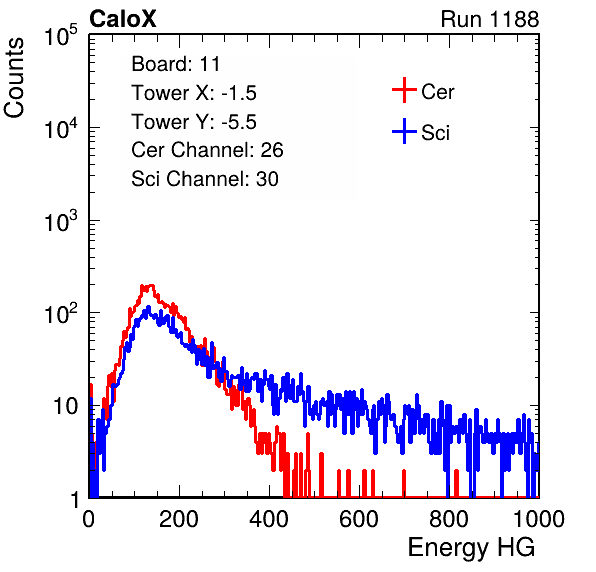 CaloX Run 1188
Counts
Board: 11
Tower X: -1.5
Tower Y: -5.5
Cer Channel: 26
Sci Channel: 30
Cer
Sci
10^5
10^4
10^3
10^2
10
1
0 200 400 600 800 1000
Energy HG